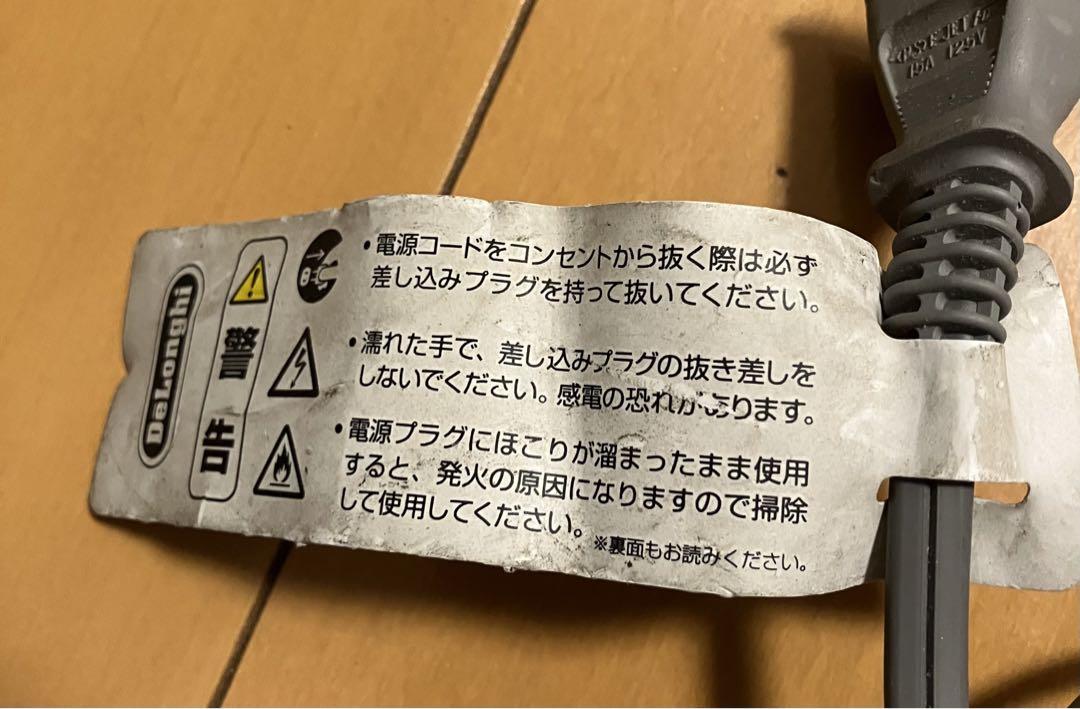 15A 125V
DeLonghi
警告
・電源コードをコンセントから抜く際は必ず
差し込みプラグを持って抜いてください。
・濡れた手で、差し込みプラグの抜き差しを
しないでください。感電の恐れがあります。
・電源プラグにほこりが溜まったまま使用
すると、発火の原因になりますので掃除
して使用してください。
※裏面もお読みください。